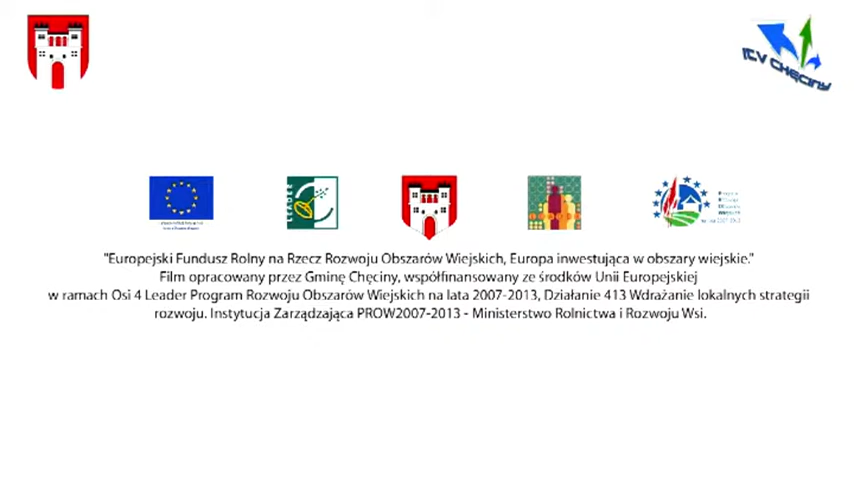 ITV CHĘCINY
LEADER
"Europejski Fundusz Rolny na Rzecz Rozwoju Obszarów Wiejskich, Europa inwestująca w obszary wiejskie."
Film opracowany przez Gminę Chęciny, współfinansowany ze środków Unii Europejskiej
w ramach Osi 4 Leader Program Rozwoju Obszarów Wiejskich na lata 2007-2013, Działanie 413 Wdrażanie lokalnych strategii
rozwoju. Instytucja Zarządzająca PROW2007-2013 - Ministerstwo Rolnictwa i Rozwoju Wsi.